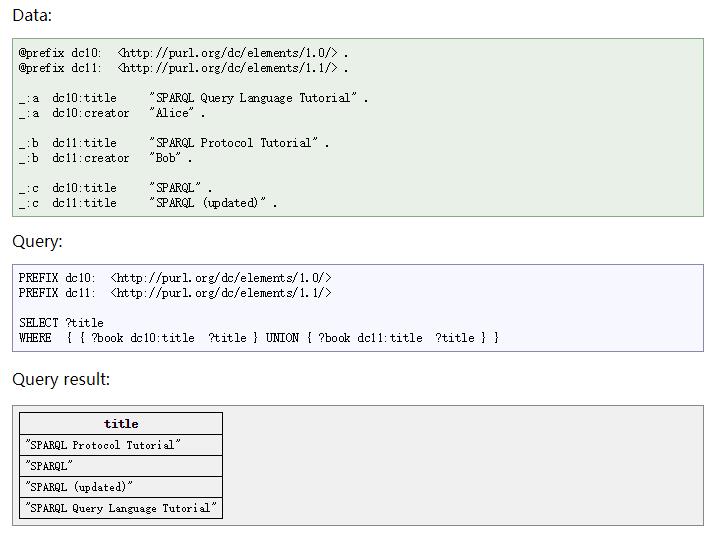 Data:
@prefix dc10:  <http://purl.org/dc/elements/1.0/> .
@prefix dc11:  <http://purl.org/dc/elements/1.1/> .
_:a  dc10:title     "SPARQL Query Language Tutorial" .
_:a  dc10:creator   "Alice" .
_:b  dc11:title     "SPARQL Protocol Tutorial" .
_:b  dc11:creator   "Bob" .
_:c  dc10:title     "SPARQL" .
_:c  dc11:title     "SPARQL (updated)" .
Query:
PREFIX dc10:  <http://purl.org/dc/elements/1.0/>
PREFIX dc11:  <http://purl.org/dc/elements/1.1/>
SELECT ?title
WHERE  { { ?book dc10:title  ?title } UNION { ?book dc11:title  ?title } }
Query result:
title
"SPARQL Protocol Tutorial"
"SPARQL"
"SPARQL (updated)"
"SPARQL Query Language Tutorial"